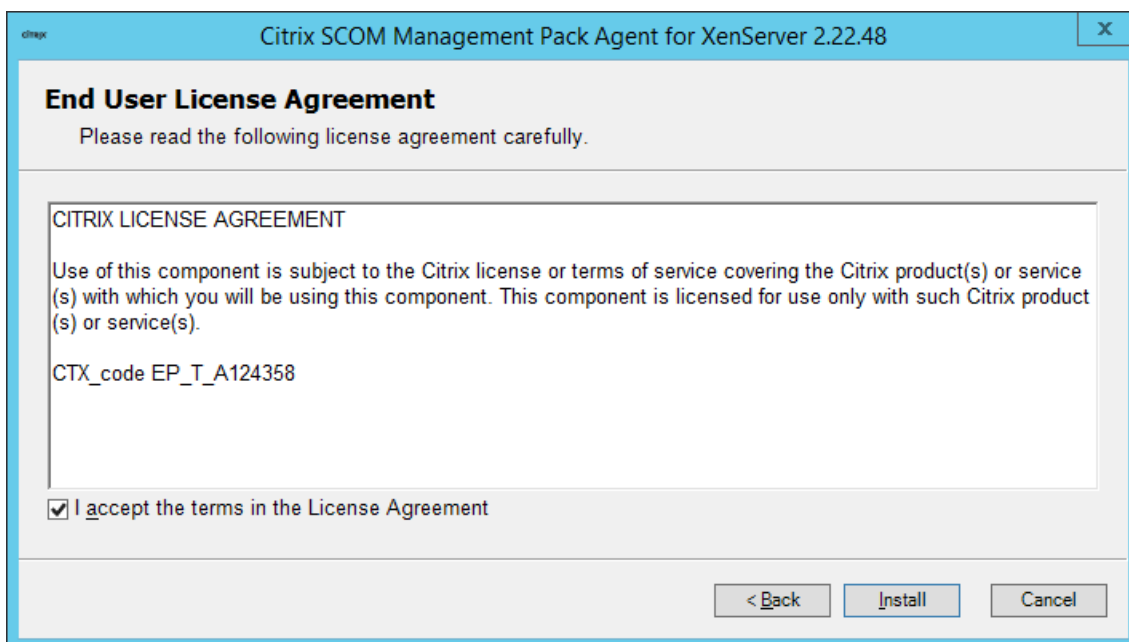 citrix
Citrix SCOM Management Pack Agent for XenServer 2.22.48
x
End User License Agreement
Please read the following license agreement carefully.
CITRIX LICENSE AGREEMENT
Use of this component is subject to the Citrix license or terms of service covering the Citrix product(s) or service
(s) with which you will be using this component. This component is licensed for use only with such Citrix product
(s) or service(s).
CTX_code EP_T_A124358
I accept the terms in the License Agreement
< Back
Install
Cancel